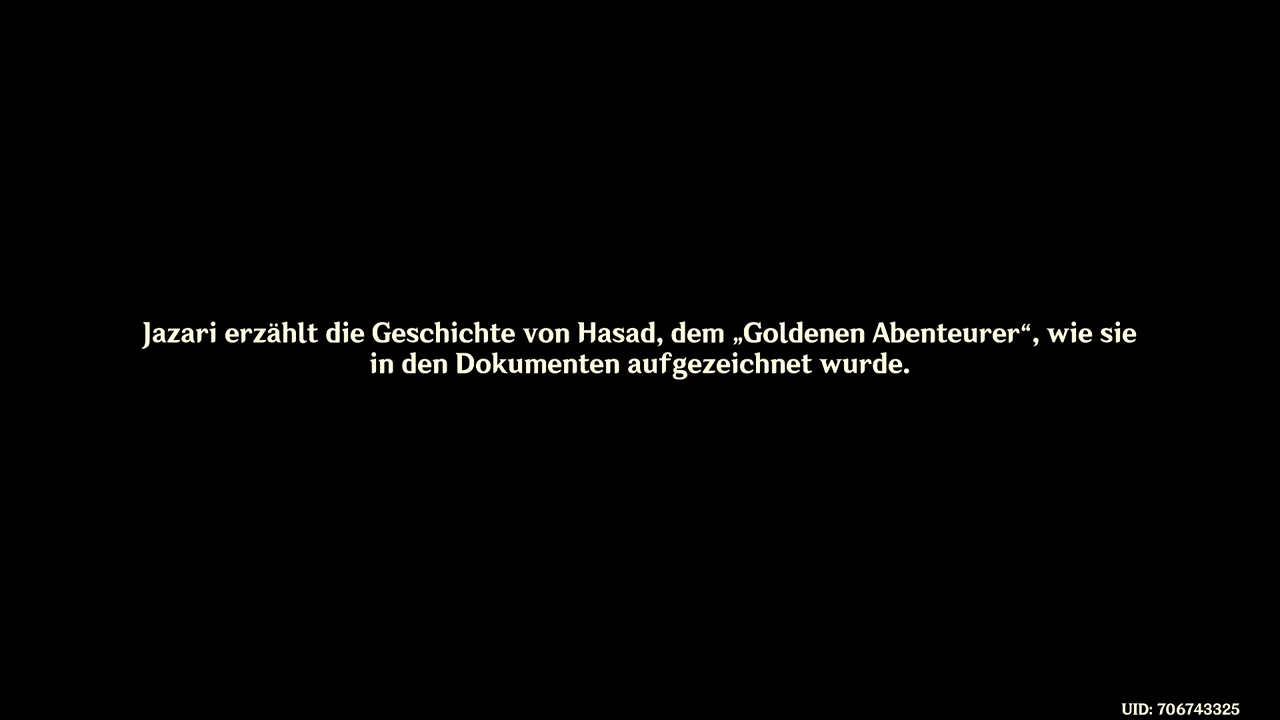 Jazari erzählt die Geschichte von Hasad, dem „Goldenen Abenteurer“, wie sie
in den Dokumenten aufgezeichnet wurde.
UID: 706743325